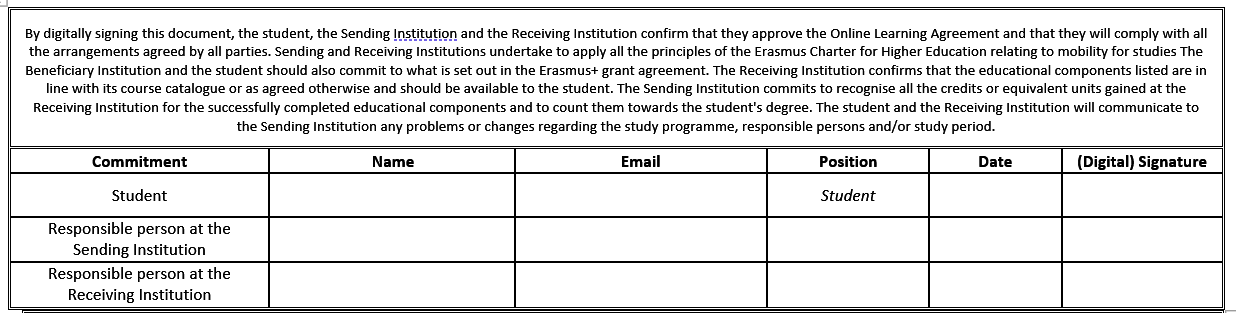 By digitally signing this document, the student, the Sending Institution and the Receiving Institution confirm that they approve the Online Learning Agreement and that they will comply with all
the arrangements agreed by all parties. Sending and Receiving Institutions undertake to apply all the principles of the Erasmus Charter for Higher Education relating to mobility for studies The
Beneficiary Institution and the student should also commit to what is set out in the Erasmus+ grant agreement. The Receiving Institution confirms that the educational components listed are in
line with its course catalogue or as agreed otherwise and should be available to the student. The Sending Institution commits to recognise all the credits or equivalent units gained at the
Receiving Institution for the successfully completed educational components and to count them towards the student's degree. The student and the Receiving Institution will communicate to
the Sending Institution any problems or changes regarding the study programme, responsible persons and/or study period.
Commitment Name Email Position Date (Digital) Signature
Student Student
Responsible person at the
Sending Institution
Responsible person at the
Receiving Institution